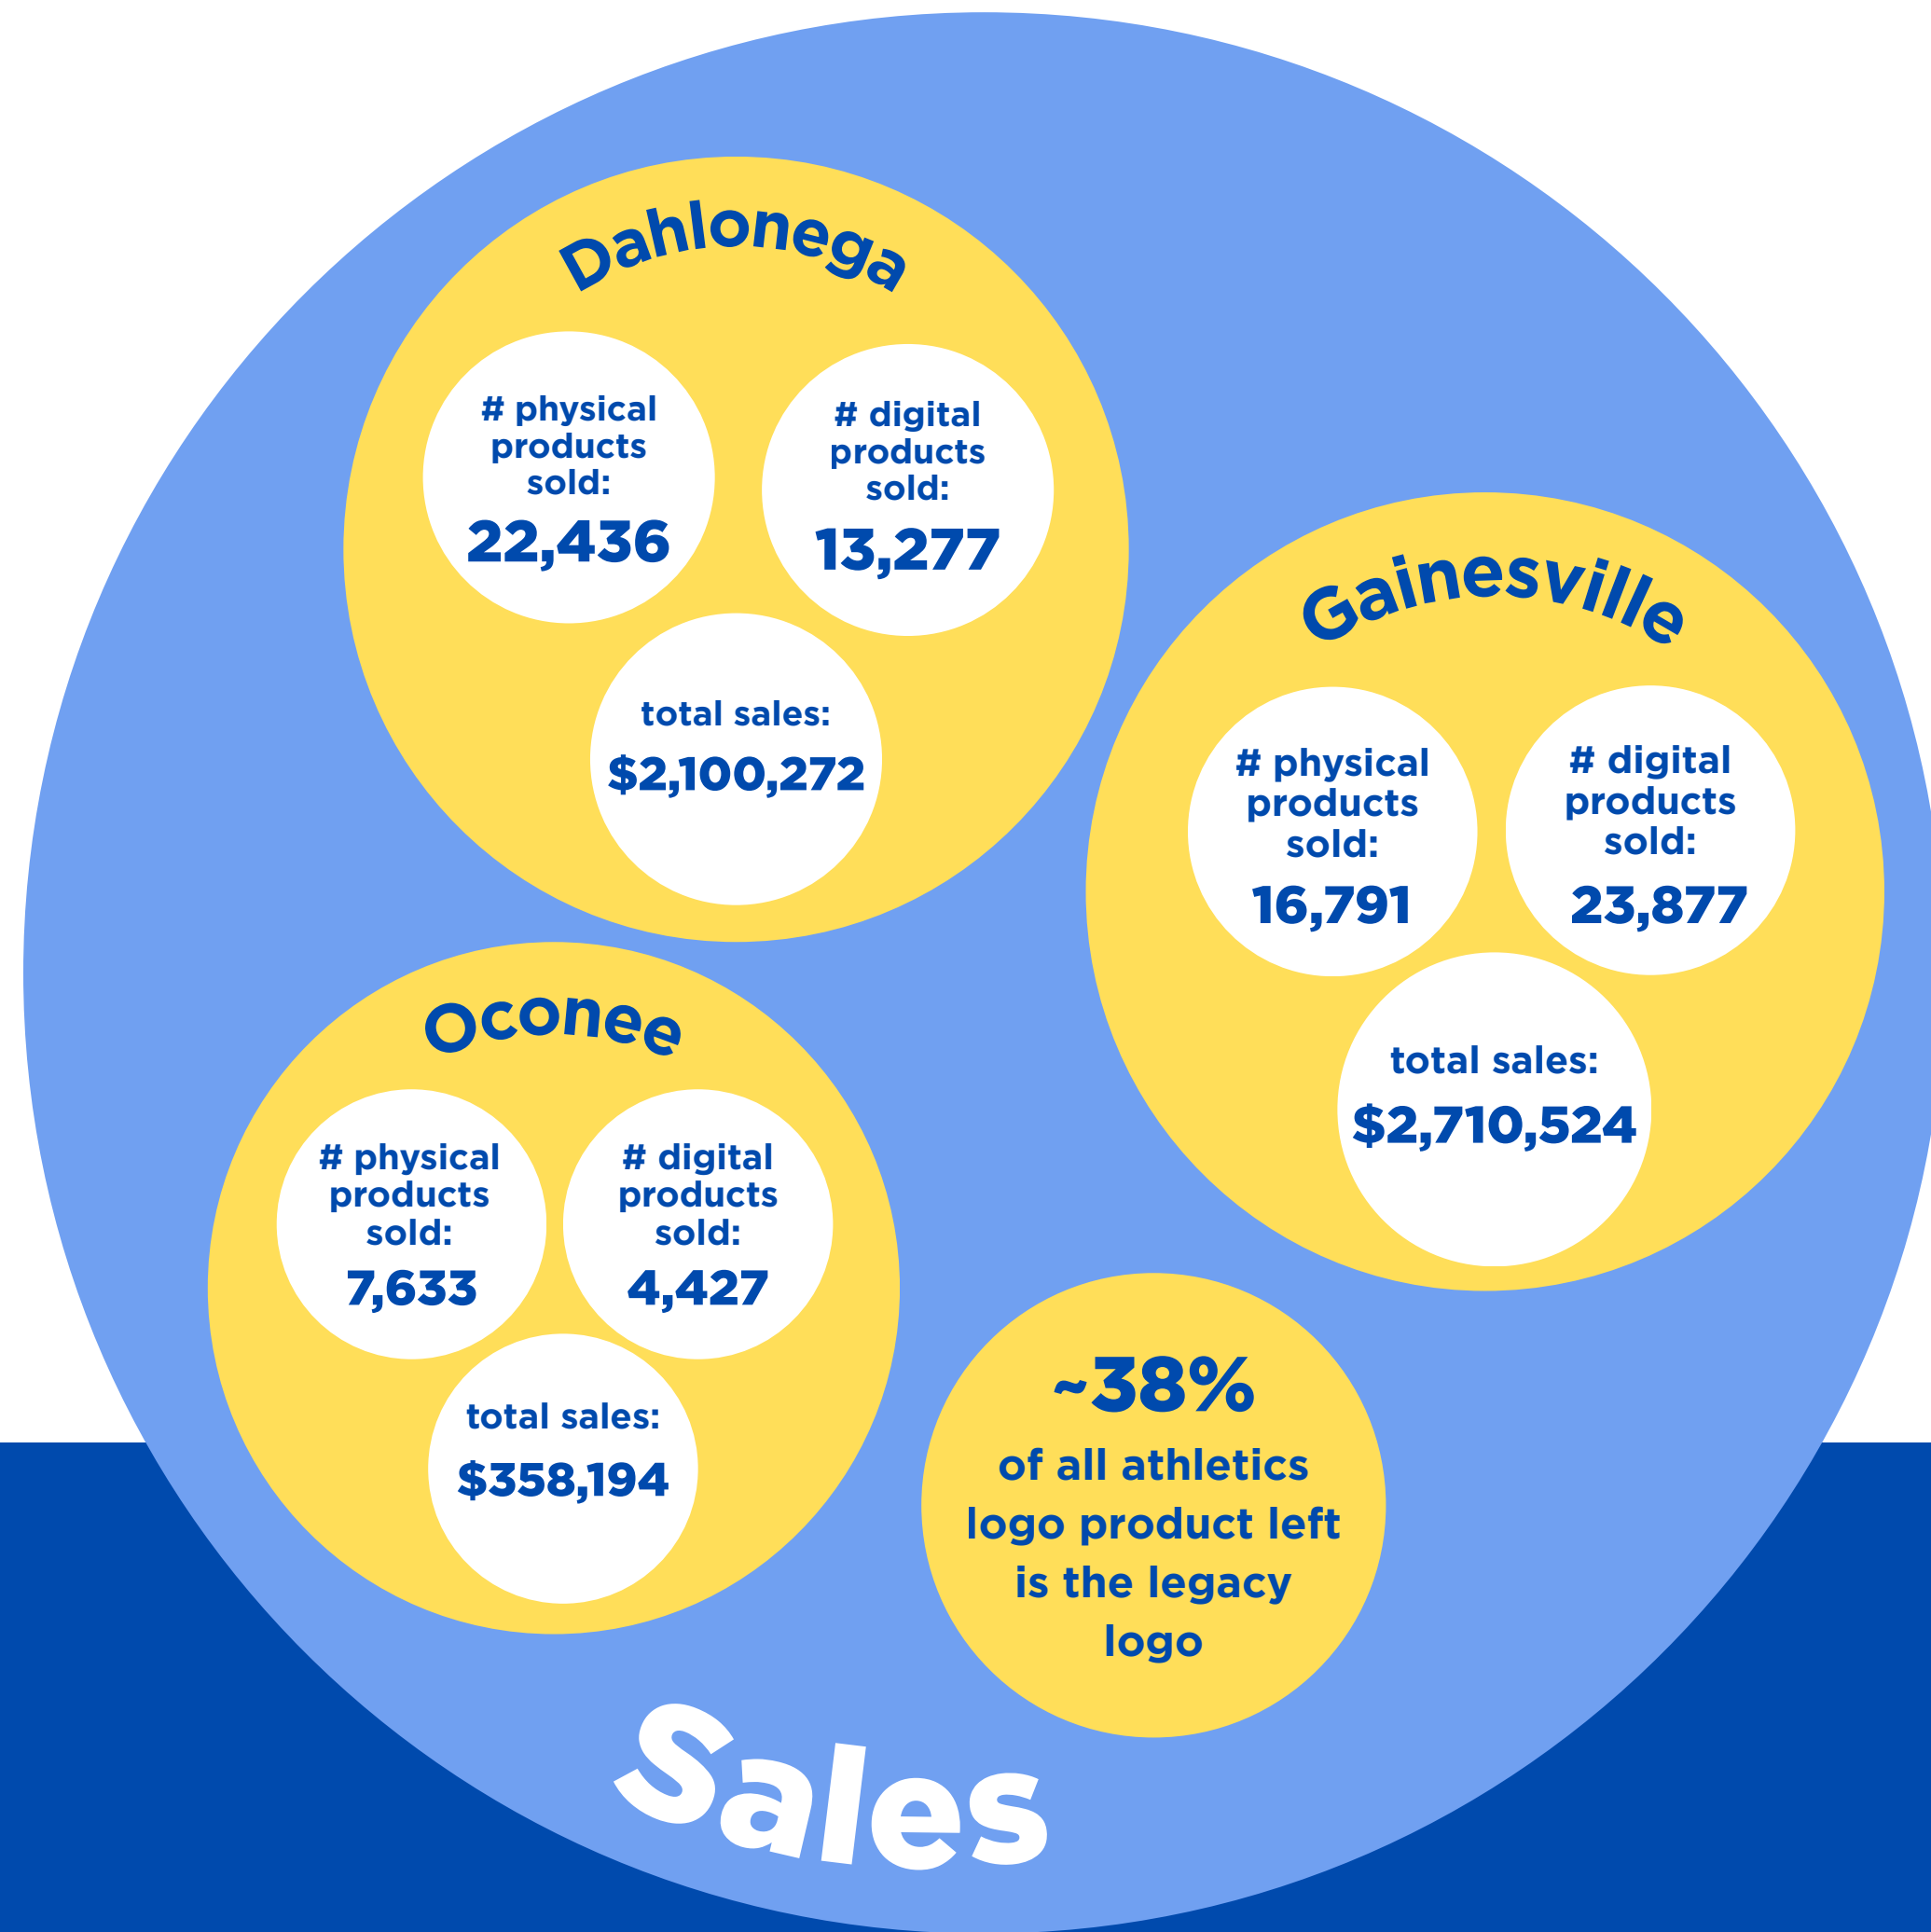 Dahlonega
# physical
products
sold:
22,436
# digital
products
sold:
13,277
total sales:
$2,100,272
Gainesville
# physical
products
sold:
16,791
# digital
products
sold:
23,877
total sales:
$2,710,524
Oconee
# physical
products
sold:
7,633
# digital
products
sold:
4,427
total sales:
$358,194
~38%
of all athletics
logo product left
is the legacy
logo
Sales